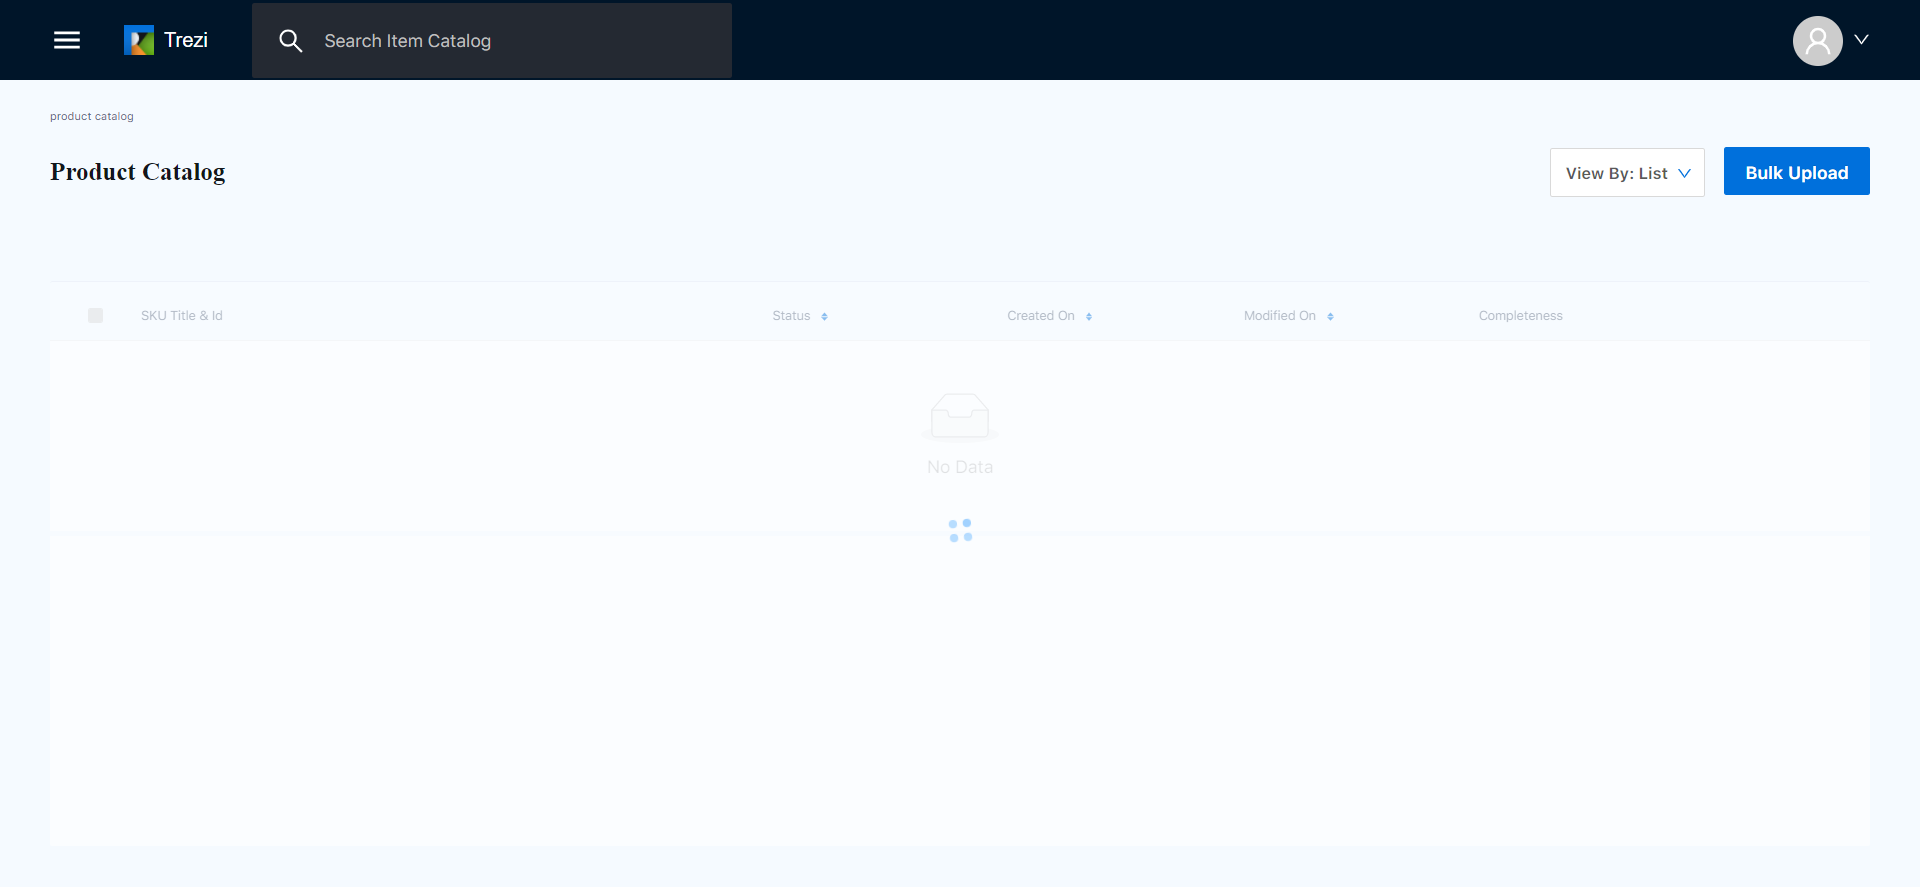 Trezi
Search Item Catalog
product catalog
Product Catalog
View By: List
Bulk Upload
SKU Title & Id
Status
Created On
Modified On
Completeness
No Data